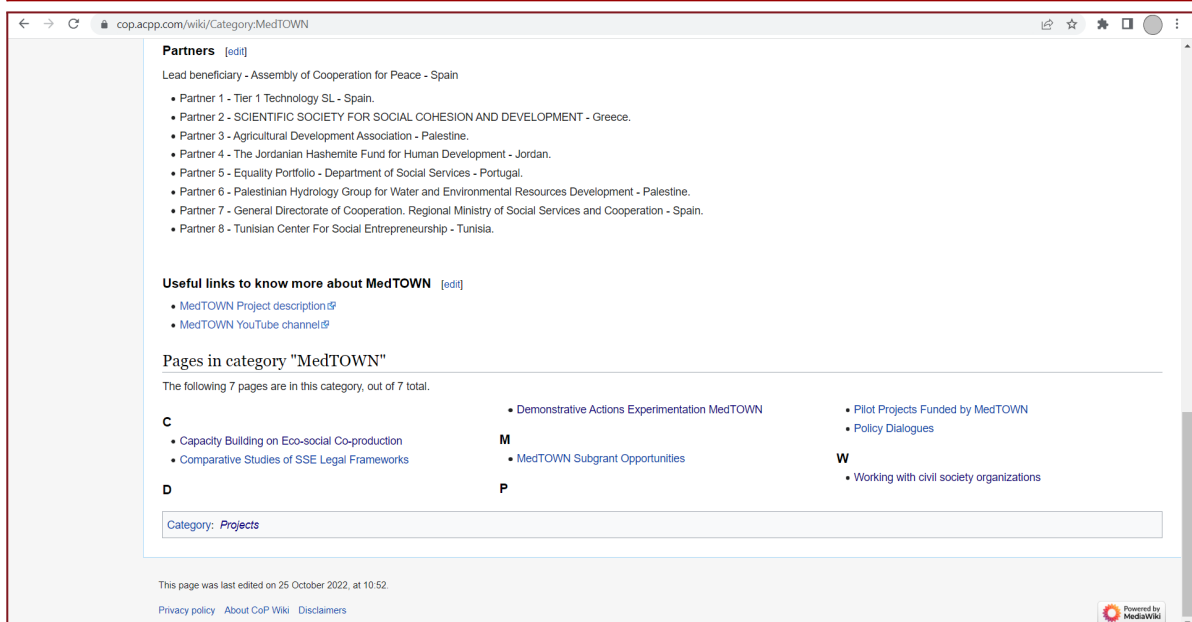 cop.acpp.com/wiki/Category:MedTOWN
Partners [edit]
Lead beneficiary - Assembly of Cooperation for Peace - Spain
Partner 1 - Tier 1 Technology SL - Spain.
Partner 2 - SCIENTIFIC SOCIETY FOR SOCIAL COHESION AND DEVELOPMENT - Greece.
Partner 3 - Agricultural Development Association - Palestine.
Partner 4 - The Jordanian Hashemite Fund for Human Development - Jordan.
Partner 5 - Equality Portfolio - Department of Social Services - Portugal.
Partner 6 - Palestinian Hydrology Group for Water and Environmental Resources Development - Palestine.
Partner 7 - General Directorate of Cooperation. Regional Ministry of Social Services and Cooperation - Spain.
Partner 8 - Tunisian Center For Social Entrepreneurship - Tunisia.
Useful links to know more about MedTOWN [edit]
MedTOWN Project description
MedTOWN YouTube channel
Pages in category "MedTOWN"
The following 7 pages are in this category, out of 7 total.
C
Capacity Building on Eco-social Co-production
Comparative Studies of SSE Legal Frameworks
D
Demonstrative Actions Experimentation MedTOWN
M
MedTOWN Subgrant Opportunities
P
Pilot Projects Funded by MedTOWN
Policy Dialogues
W
Working with civil society organizations
Category: Projects
This page was last edited on 25 October 2022, at 10:52.
Privacy policy About CoP Wiki Disclaimers
Powered by
MediaWiki